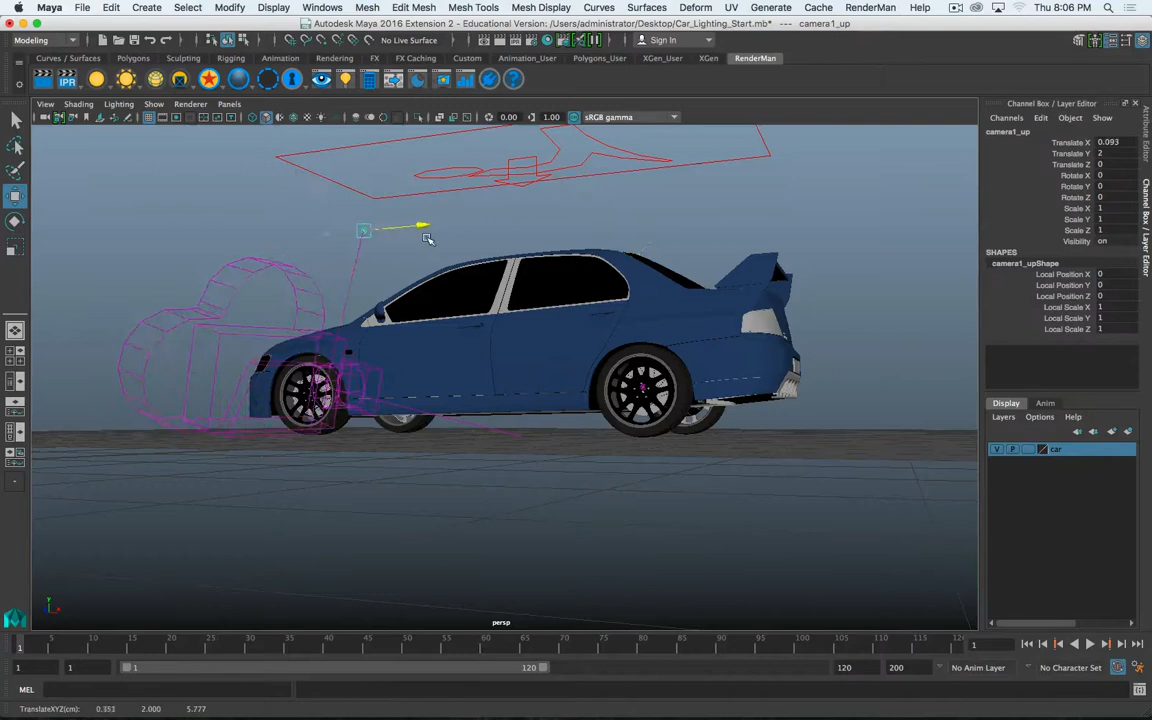 Maya File Edit Create Select Modify Display Windows Mesh Edit Mesh Mesh Tools Mesh Display Curves Surfaces Deform UV Generate Cache RenderMan Help Thu 8:06 PM
Autodesk Maya 2016 Extension 2 - Educational Version: /Users/administrator/Desktop/Car_Lighting_Start.mb* --- camera1_up
Modeling No Live Surface Sign In
Curves / Surfaces Polygons Sculpting Rigging Animation Rendering FX FX Caching Custom Animation_User Polygons_User XGen_User XGen RenderMan
IPR
View Shading Lighting Show Renderer Panels
0.00 1.00 sRGB gamma
Channel Box / Layer Editor
Channels Edit Object Show
camera1_up
Translate X 0.093
Translate Y 2
Translate Z 0
Rotate X 0
Rotate Y 0
Rotate Z 0
Scale X 1
Scale Y 1
Scale Z 1
Visibility on
SHAPES
camera1_upShape
Local Position X 0
Local Position Y 0
Local Position Z 0
Local Scale X 1
Local Scale Y 1
Local Scale Z 1
Display Anim
Layers Options Help
V P car
Attribute Editor
Channel Box / Layer Editor
persp
1 5 10 15 20 25 30 35 40 45 50 55 60 65 70 75 80 85 90 95 100 105 110 115 12 1
1 1 1 120 120 200 No Anim Layer No Character Set
MEL
TranslateXYZ(cm): 0.353 2.000 5.777